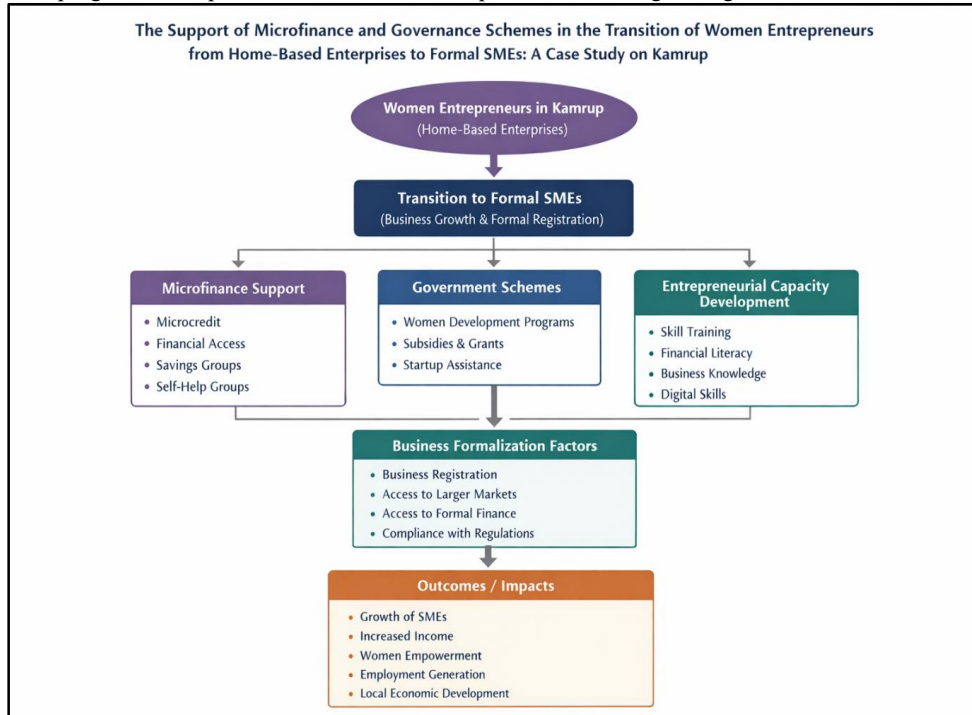 The Support of Microfinance and Governance Schemes in the Transition of Women Entrepreneurs
from Home-Based Enterprises to Formal SMEs: A Case Study on Kamrup
Women Entrepreneurs in Kamrup
(Home-Based Enterprises)
Transition to Formal SMEs
(Business Growth & Formal Registration)
Microfinance Support
• Microcredit
• Financial Access
• Savings Groups
• Self-Help Groups
Government Schemes
• Women Development Programs
• Subsidies & Grants
• Startup Assistance
Entrepreneurial Capacity
Development
• Skill Training
• Financial Literacy
• Business Knowledge
• Digital Skills
Business Formalization Factors
• Business Registration
• Access to Larger Markets
• Access to Formal Finance
• Compliance with Regulations
Outcomes / Impacts
• Growth of SMEs
• Increased Income
• Women Empowerment
• Employment Generation
• Local Economic Development